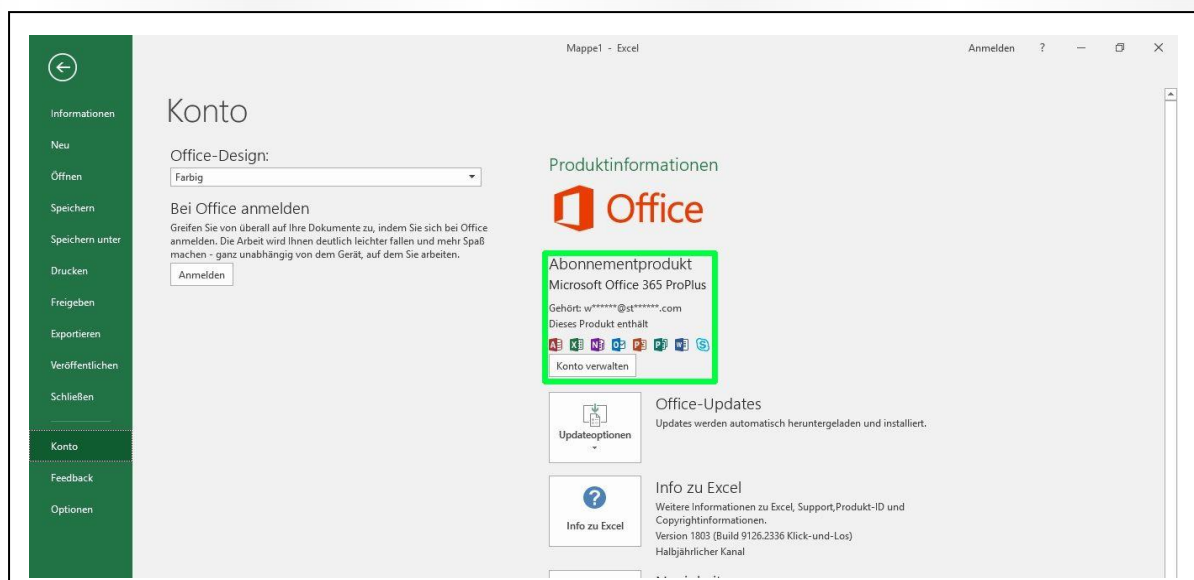 Mappe1 - Excel
Anmelden ?
Informationen
Neu
Öffnen
Speichern
Speichern unter
Drucken
Freigeben
Exportieren
Veröffentlichen
Schließen
Konto
Feedback
Optionen
Konto
Office-Design:
Farbig
Bei Office anmelden
Greifen Sie von überall auf Ihre Dokumente zu, indem Sie sich bei Office
anmelden. Die Arbeit wird Ihnen deutlich leichter fallen und mehr Spaß
machen - ganz unabhängig von dem Gerät, auf dem Sie arbeiten.
Anmelden
Produktinformationen
Office
Abonnementprodukt
Microsoft Office 365 ProPlus
Gehört: w******@st******.com
Dieses Produkt enthält
Konto verwalten
Updateoptionen
Office-Updates
Updates werden automatisch heruntergeladen und installiert.
Info zu Excel
Info zu Excel
Weitere Informationen zu Excel, Support,Produkt-ID und
Copyrightinformationen.
Version 1803 (Build 9126.2336 Klick-und-Los)
Halbjährlicher Kanal